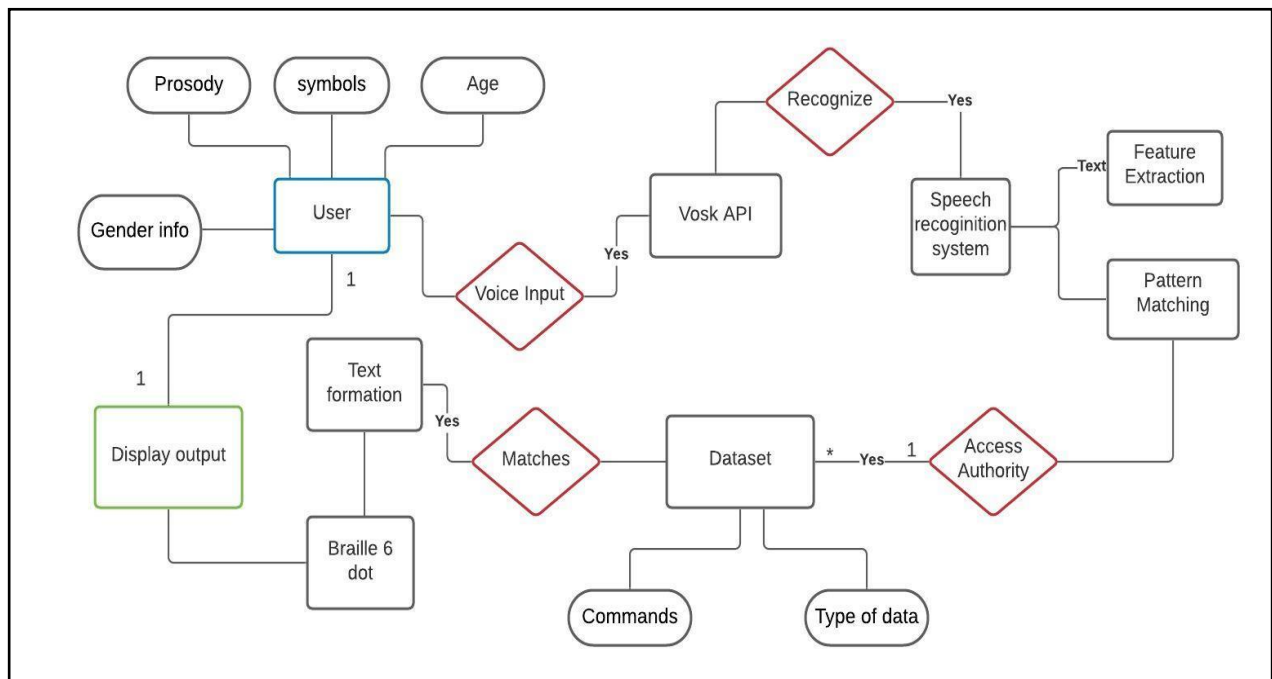 Prosody
symbols
Age
Recognize
Yes
Feature
Extraction
Text
Speech
recoginition
system
User
Vosk API
Gender info
Yes
Voice Input
1
Pattern
Matching
Text
formation
1
Yes
Display output
Matches
Dataset
*
Yes
1
Access
Authority
Braille 6
dot
Commands
Type of data